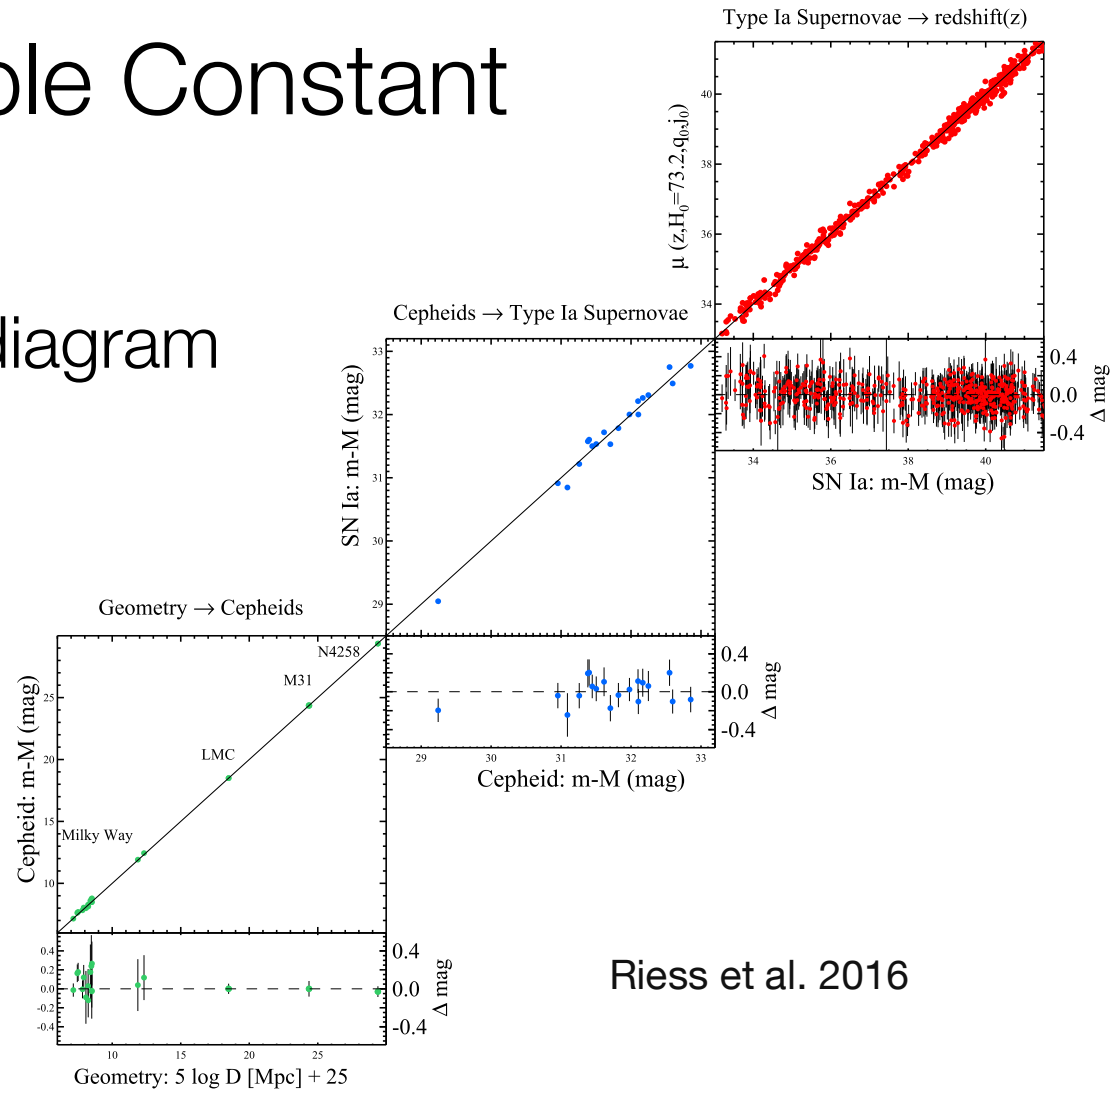 ole Constant
diagram
Type Ia Supernovae → redshift(z)
μ (z,H₀=73.2,q₀,j₀)
40
38
36
34
0.4
0.0
-0.4
Δ mag
34 36 38 40
SN Ia: m-M (mag)
Cepheids → Type Ia Supernovae
SN Ia: m-M (mag)
33
32
31
30
29
0.4
0.0
-0.4
Δ mag
29 30 31 32 33
Cepheid: m-M (mag)
Geometry → Cepheids
Cepheid: m-M (mag)
25
20
15
10
N4258
M31
LMC
Milky Way
0.4
0.2
0.0
-0.2
-0.4
0.4
0.0
-0.4
Δ mag
10 15 20 25
Geometry: 5 log D [Mpc] + 25
Riess et al. 2016